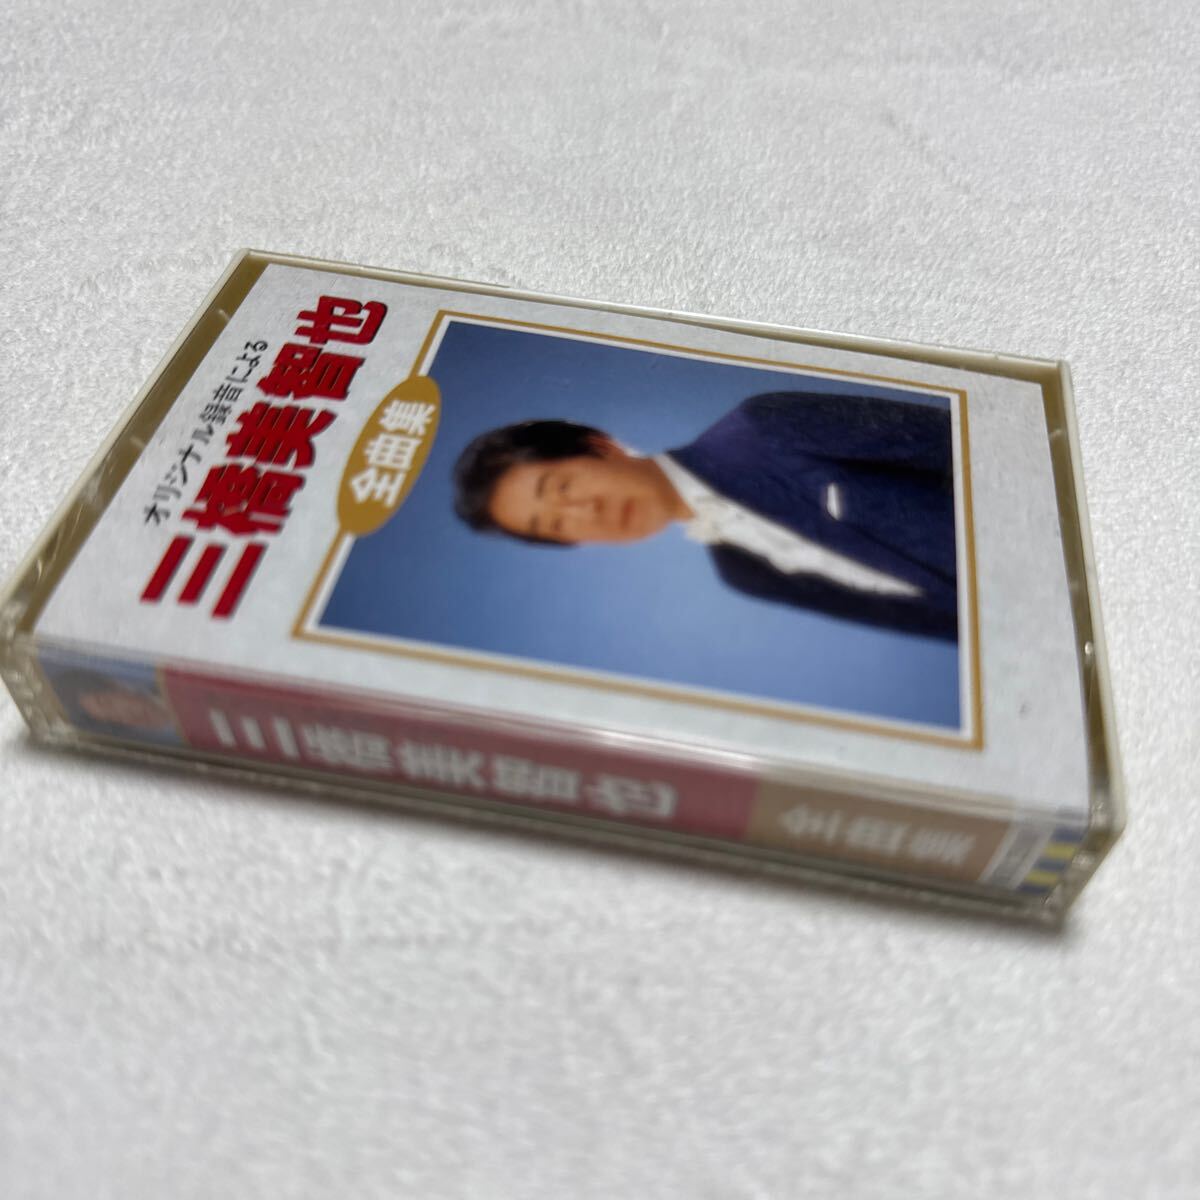 オリジナル録音による
三橋美智也
全曲集
三橋美智也
全曲集